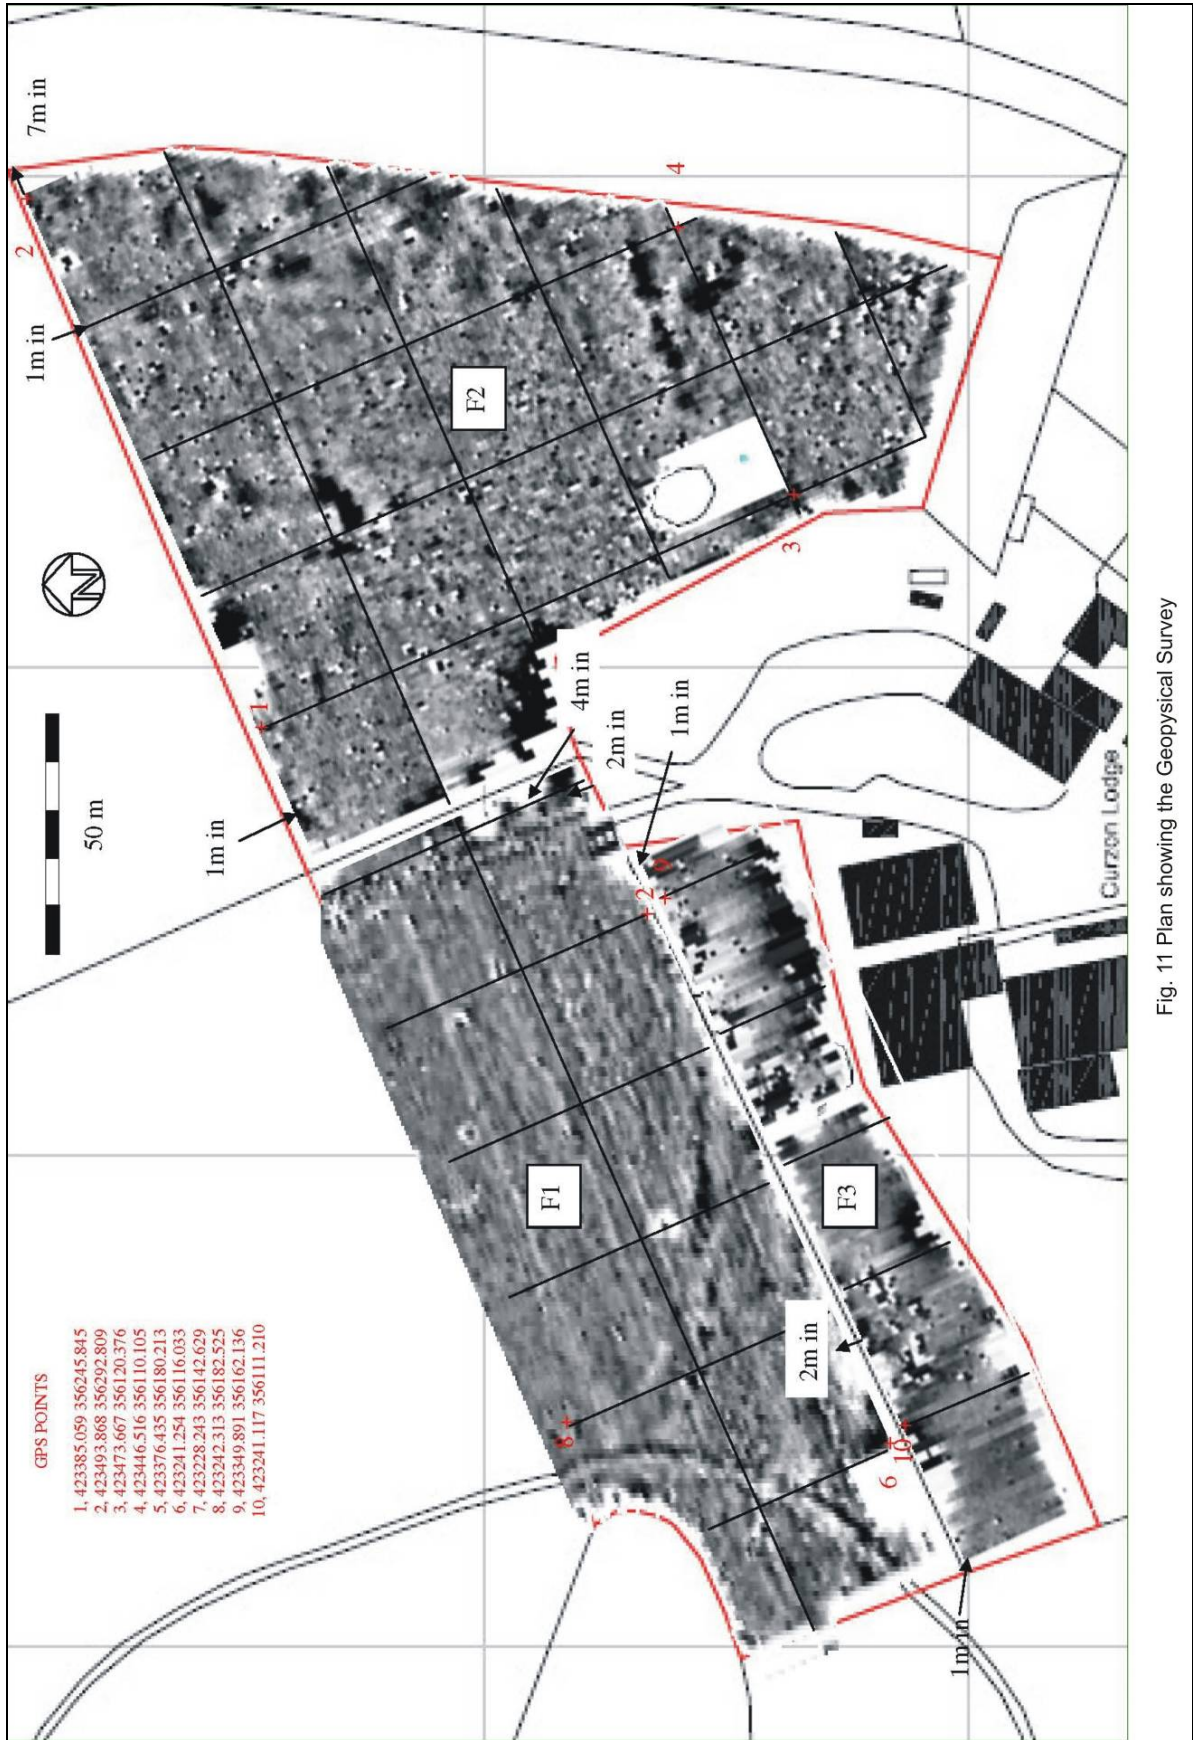 GPS POINTS
1, 423385.059 356245.845
2, 423493.868 356292.809
3, 423473.667 356120.376
4, 423446.516 356110.105
5, 423376.435 356180.213
6, 423241.254 356116.033
7, 423228.243 356142.629
8, 423242.313 356182.525
9, 423349.891 356162.136
10, 423241.117 356111.210
50 m
N
7m in
2
1m in
1
1m in
F2
4
3
4m in
2m in
1m in
9
2
F1
F3
8
2m in
6
10
1m in
Curzon Lodge
Fig. 11 Plan showing the Geopysical Survey